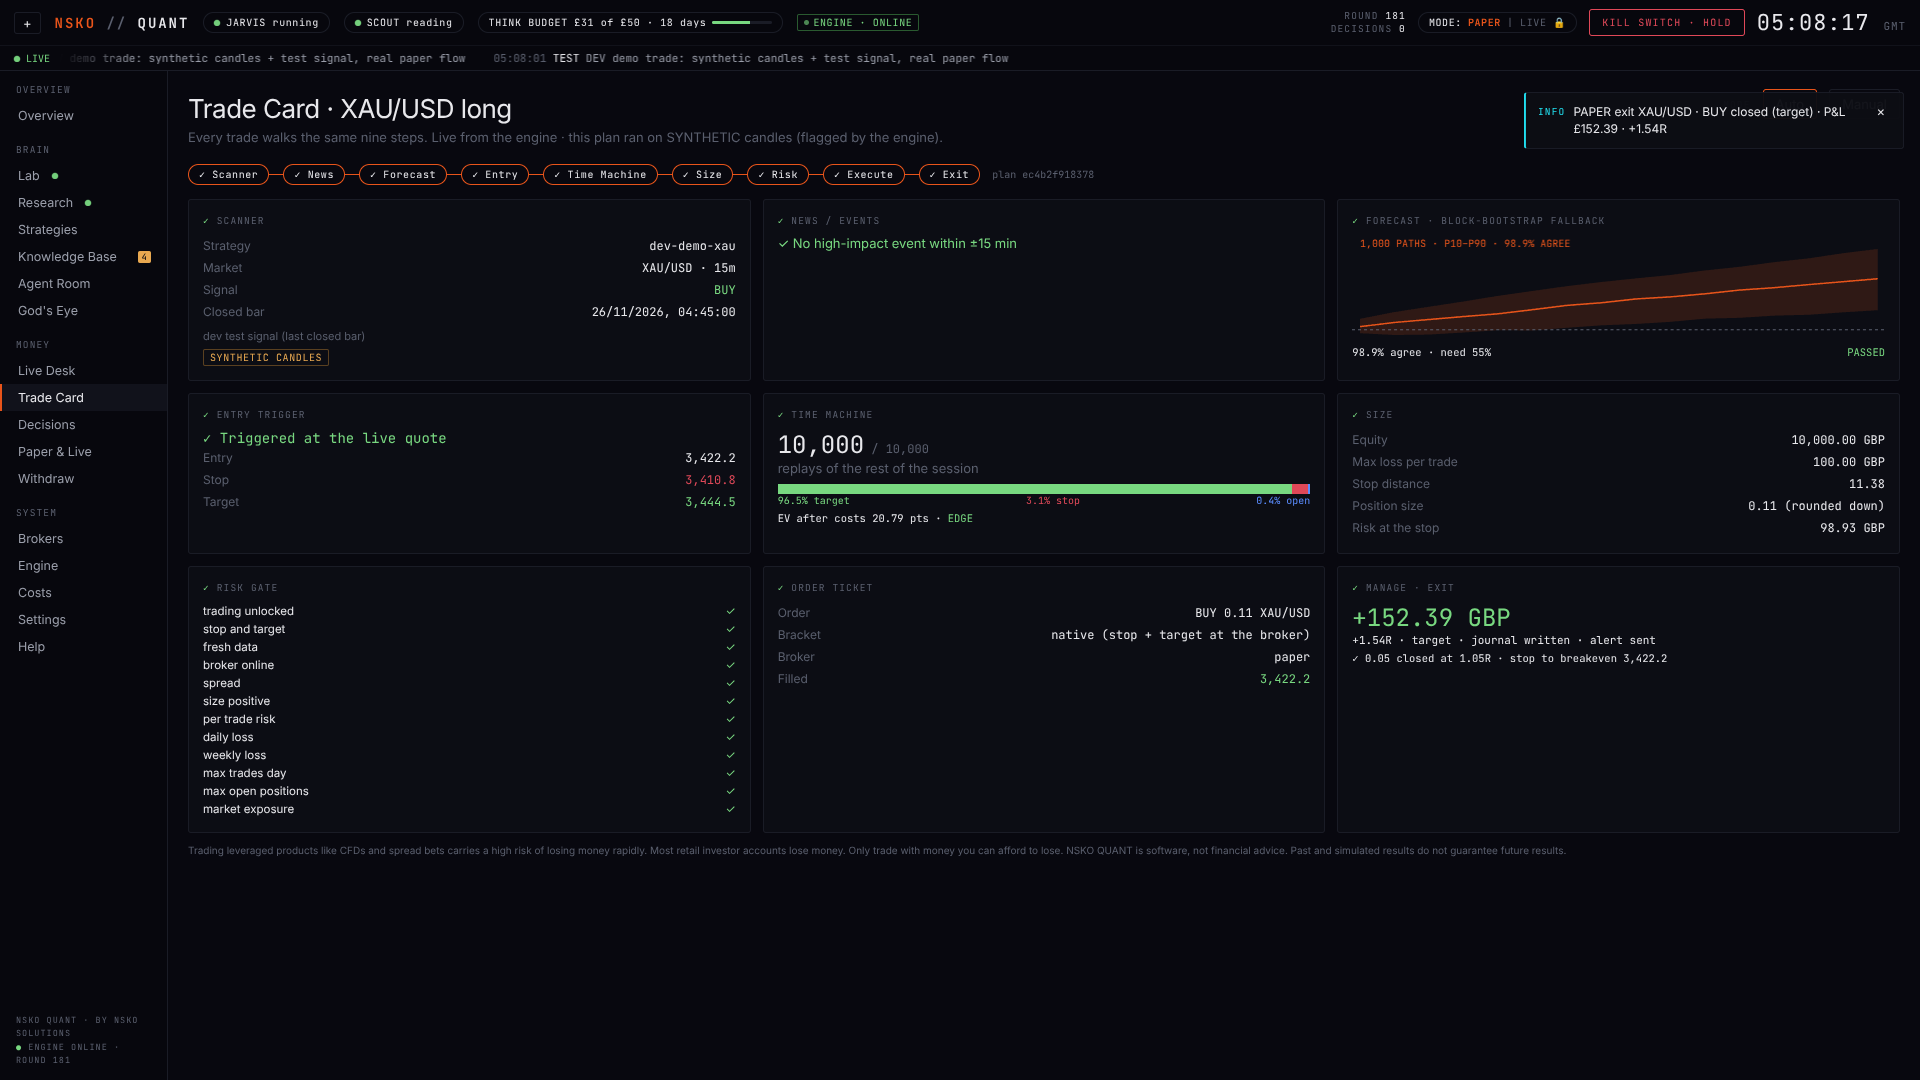 + NSKO // QUANT JARVIS running SCOUT reading THINK BUDGET £31 of £50 · 18 days ENGINE · ONLINE ROUND 181 DECISIONS 0 MODE: PAPER | LIVE KILL SWITCH · HOLD 05:08:17 GMT
LIVE demo trade: synthetic candles + test signal, real paper flow 05:08:01 TEST DEV demo trade: synthetic candles + test signal, real paper flow
OVERVIEW
Overview
BRAIN
Lab
Research
Strategies
Knowledge Base 4
Agent Room
God's Eye
MONEY
Live Desk
Trade Card
Decisions
Paper & Live
Withdraw
SYSTEM
Brokers
Engine
Costs
Settings
Help
NSKO QUANT · BY NSKO
SOLUTIONS
ENGINE ONLINE ·
ROUND 181
Trade Card · XAU/USD long
Every trade walks the same nine steps. Live from the engine · this plan ran on SYNTHETIC candles (flagged by the engine).
INFO PAPER exit XAU/USD · BUY closed (target) · P&L ×
£152.39 · +1.54R
✓ Scanner ✓ News ✓ Forecast ✓ Entry ✓ Time Machine ✓ Size ✓ Risk ✓ Execute ✓ Exit plan ec4b2f918378
✓ SCANNER
Strategy dev-demo-xau
Market XAU/USD · 15m
Signal BUY
Closed bar 26/11/2026, 04:45:00
dev test signal (last closed bar)
SYNTHETIC CANDLES
✓ NEWS / EVENTS
✓ No high-impact event within ±15 min
✓ FORECAST · BLOCK-BOOTSTRAP FALLBACK
1,000 PATHS · P10-P90 · 98.9% AGREE
98.9% agree · need 55% PASSED
✓ ENTRY TRIGGER
✓ Triggered at the live quote
Entry 3,422.2
Stop 3,410.8
Target 3,444.5
✓ TIME MACHINE
10,000 / 10,000
replays of the rest of the session
96.5% target 3.1% stop 0.4% open
EV after costs 20.79 pts · EDGE
✓ SIZE
Equity 10,000.00 GBP
Max loss per trade 100.00 GBP
Stop distance 11.38
Position size 0.11 (rounded down)
Risk at the stop 98.93 GBP
✓ RISK GATE
trading unlocked ✓
stop and target ✓
fresh data ✓
broker online ✓
spread ✓
size positive ✓
per trade risk ✓
daily loss ✓
weekly loss ✓
max trades day ✓
max open positions ✓
market exposure ✓
✓ ORDER TICKET
Order BUY 0.11 XAU/USD
Bracket native (stop + target at the broker)
Broker paper
Filled 3,422.2
✓ MANAGE · EXIT
+152.39 GBP
+1.54R · target · journal written · alert sent
✓ 0.05 closed at 1.05R · stop to breakeven 3,422.2
Trading leveraged products like CFDs and spread bets carries a high risk of losing money rapidly. Most retail investor accounts lose money. Only trade with money you can afford to lose. NSKO QUANT is software, not financial advice. Past and simulated results do not guarantee future results.